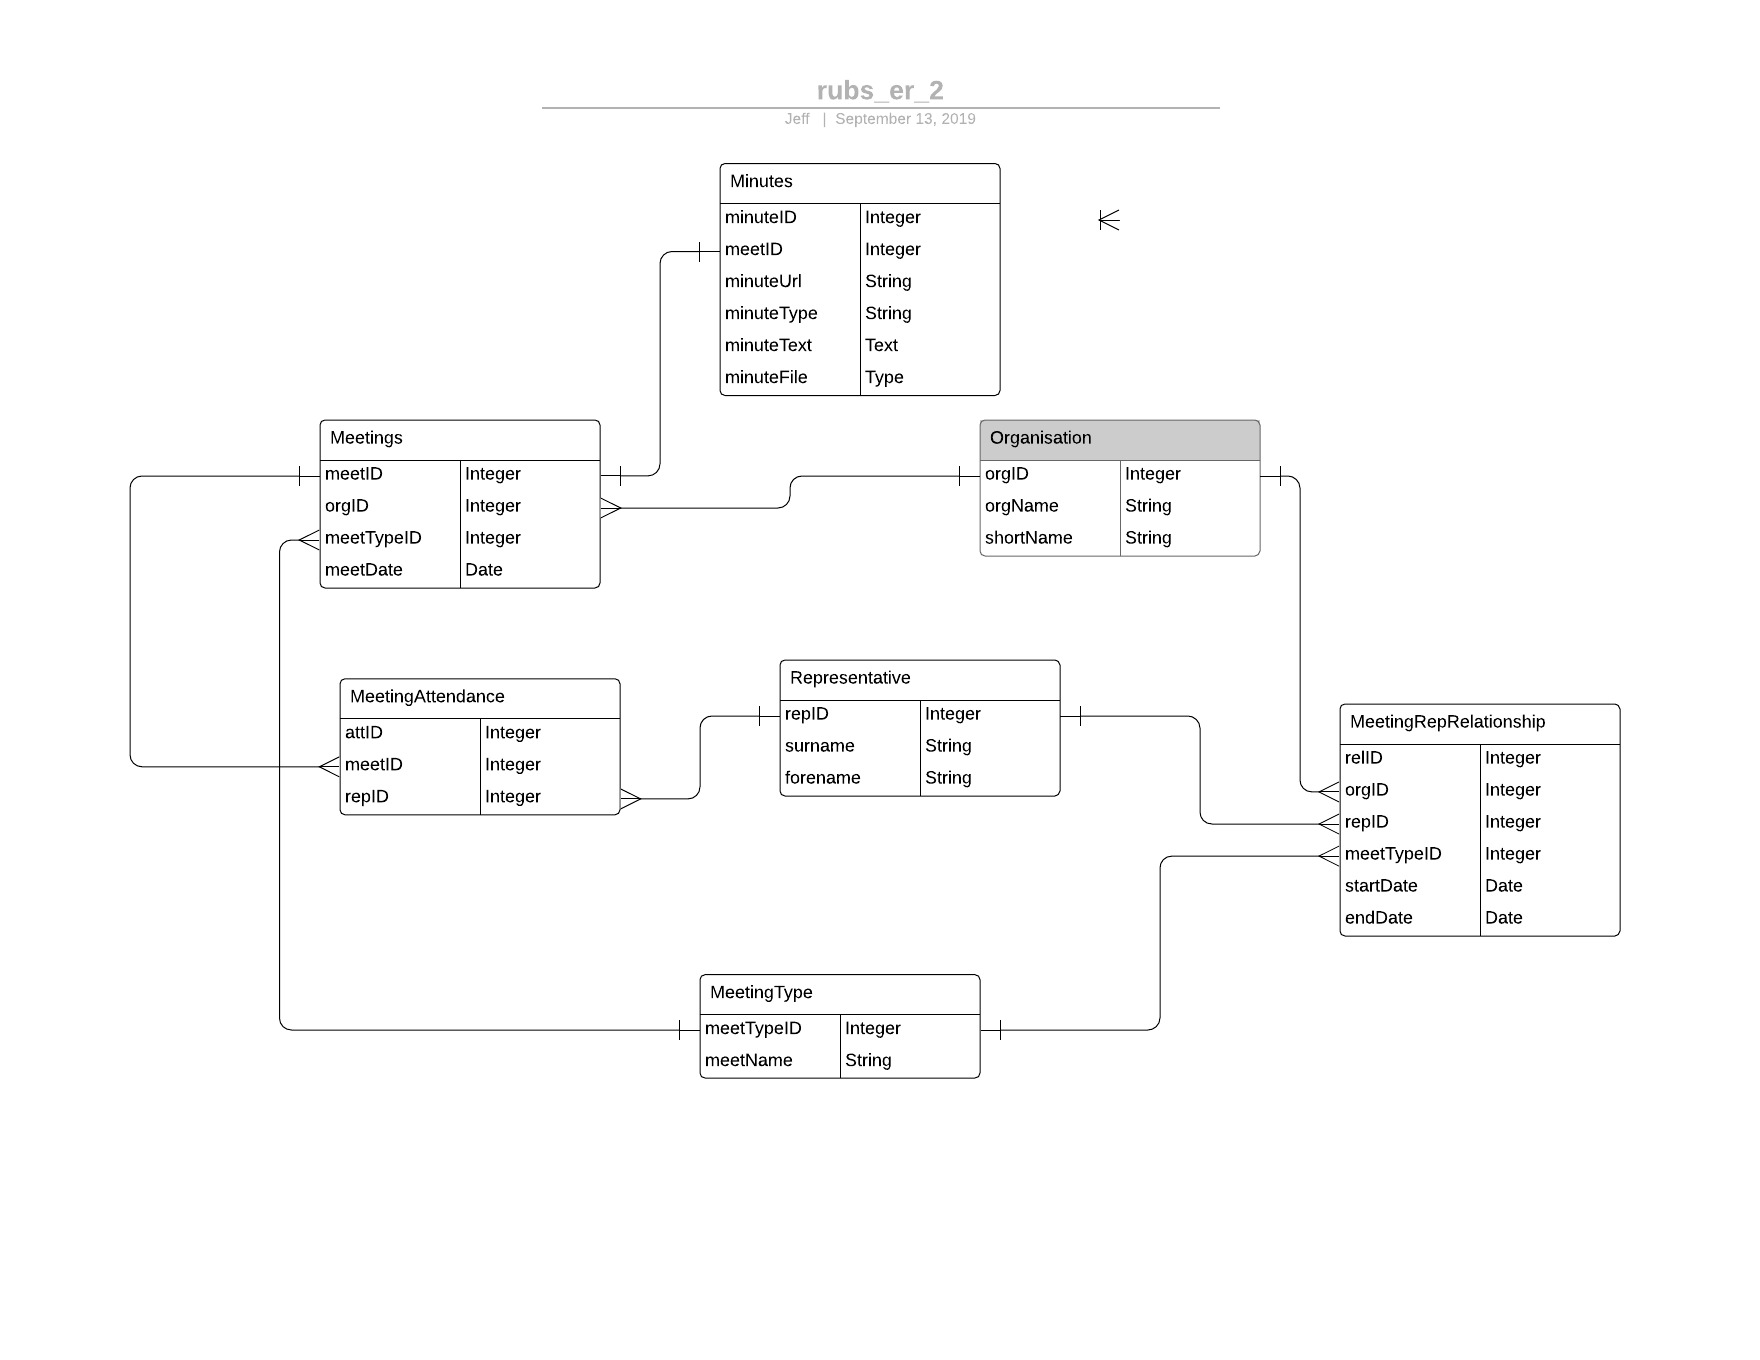 rubs_er_2
Jeff | September 13, 2019
Minutes
minuteID Integer
meetID Integer
minuteUrl String
minuteType String
minuteText Text
minuteFile Type
Meetings
meetID Integer
orgID Integer
meetTypeID Integer
meetDate Date
Organisation
orgID Integer
orgName String
shortName String
MeetingAttendance
attID Integer
meetID Integer
repID Integer
Representative
repID Integer
surname String
forename String
MeetingRepRelationship
relID Integer
orgID Integer
repID Integer
meetTypeID Integer
startDate Date
endDate Date
MeetingType
meetTypeID Integer
meetName String